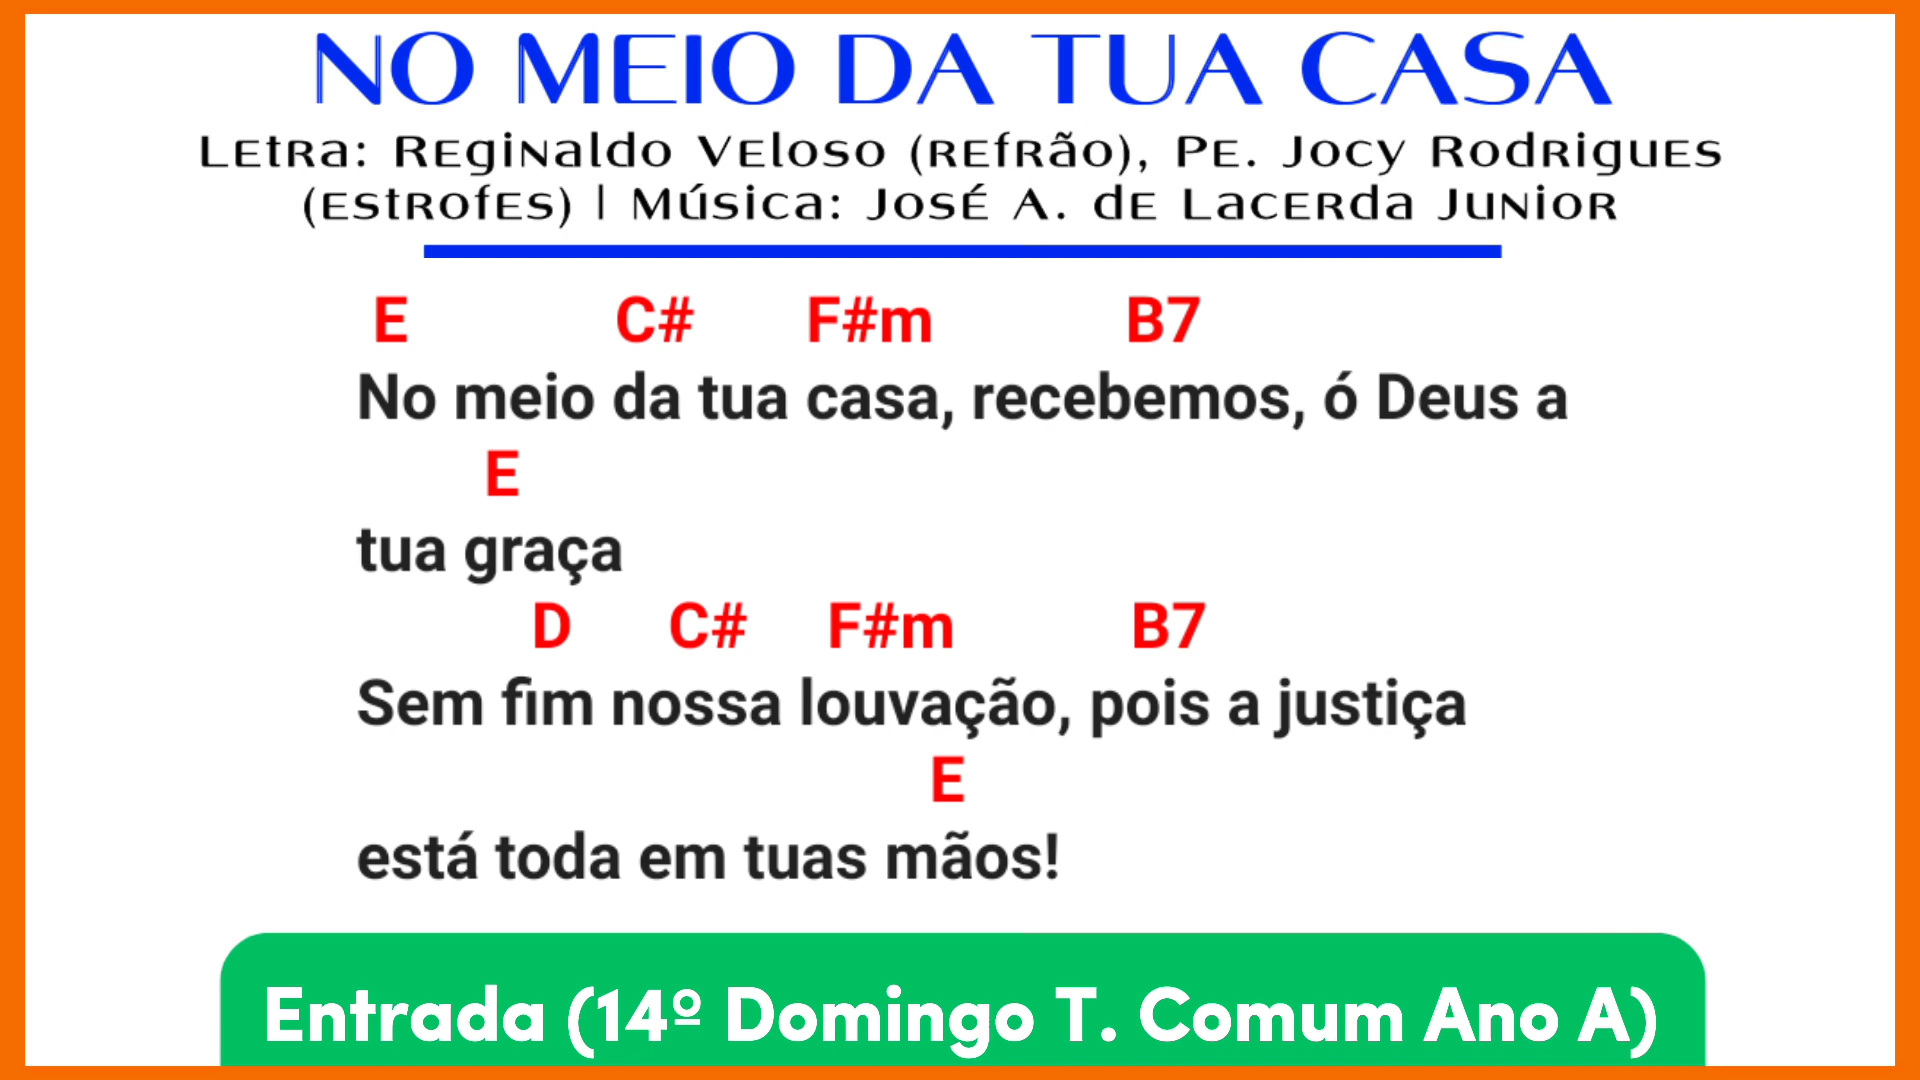 NO MEIO DA TUA CASA
Letra: Reginaldo Veloso (refrão), Pe. Jocy Rodrigues
(estrofes) | Música: José A. de Lacerda Junior
E C# F#m B7
No meio da tua casa, recebemos, ó Deus a
E
tua graça
D C# F#m B7
Sem fim nossa louvação, pois a justiça
E
está toda em tuas mãos!
Entrada (14º Domingo T. Comum Ano A)